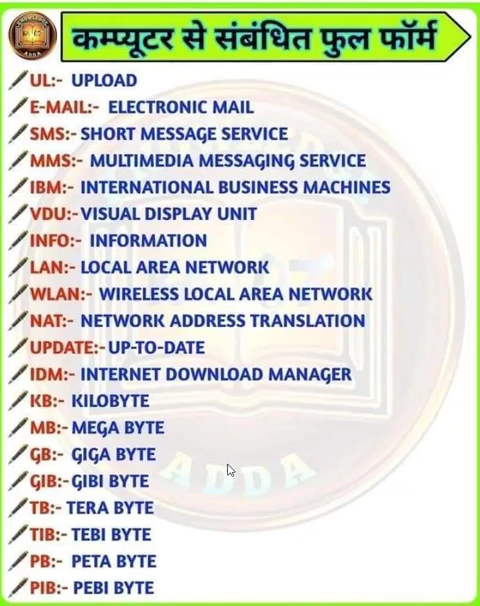 कम्प्यूटर से संबंधित फुल फॉर्म
UL:- UPLOAD
E-MAIL:- ELECTRONIC MAIL
SMS:- SHORT MESSAGE SERVICE
MMS:- MULTIMEDIA MESSAGING SERVICE
IBM:- INTERNATIONAL BUSINESS MACHINES
VDU:- VISUAL DISPLAY UNIT
INFO:- INFORMATION
LAN:- LOCAL AREA NETWORK
WLAN:- WIRELESS LOCAL AREA NETWORK
NAT:- NETWORK ADDRESS TRANSLATION
UPDATE:- UP-TO-DATE
IDM:- INTERNET DOWNLOAD MANAGER
KB:- KILOBYTE
MB:- MEGA BYTE
GB:- GIGA BYTE
GIB:- GIBI BYTE
TB:- TERA BYTE
TIB:- TEBI BYTE
PB:- PETA BYTE
PIB:- PEBI BYTE
ADDA